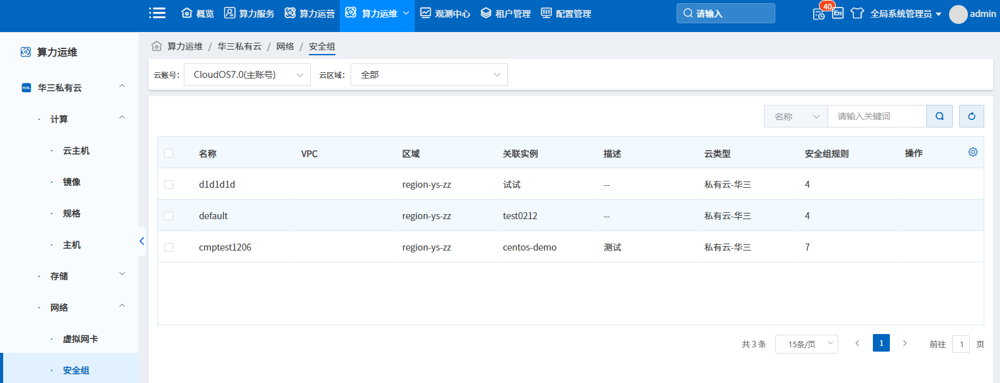 概览 算力服务 算力运营 算力运维 观测中心 租户管理 配置管理 请输入 40 En 全局系统管理员 admin
算力运维
H3C 华三私有云
计算
云主机
镜像
规格
主机
存储
网络
虚拟网卡
安全组
算力运维 / 华三私有云 / 网络 / 安全组
云账号: CloudOS7.0(主账号) 云区域: 全部
名称 请输入关键词
名称 VPC 区域 关联实例 描述 云类型 安全组规则 操作
d1d1d1d region-ys-zz 试试 -- 私有云-华三 4
default region-ys-zz test0212 -- 私有云-华三 4
cmptest1206 region-ys-zz centos-demo 测试 私有云-华三 7
共 3 条 15条/页 1 前往 1 页